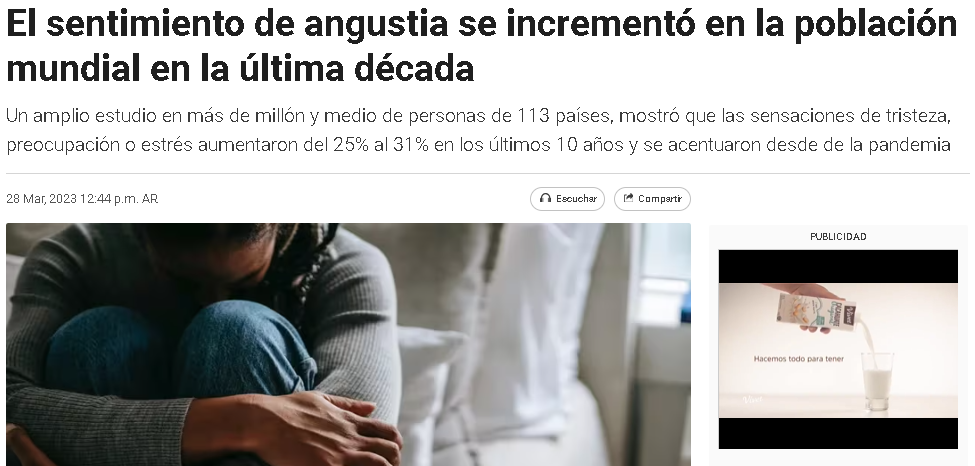 El sentimiento de angustia se incrementó en la población
mundial en la última década
Un amplio estudio en más de millón y medio de personas de 113 países, mostró que las sensaciones de tristeza,
preocupación o estrés aumentaron del 25% al 31% en los últimos 10 años y se acentuaron desde de la pandemia
28 Mar, 2023 12:44 p.m. AR
Escuchar
Compartir
PUBLICIDAD
Hacemos todo para tener